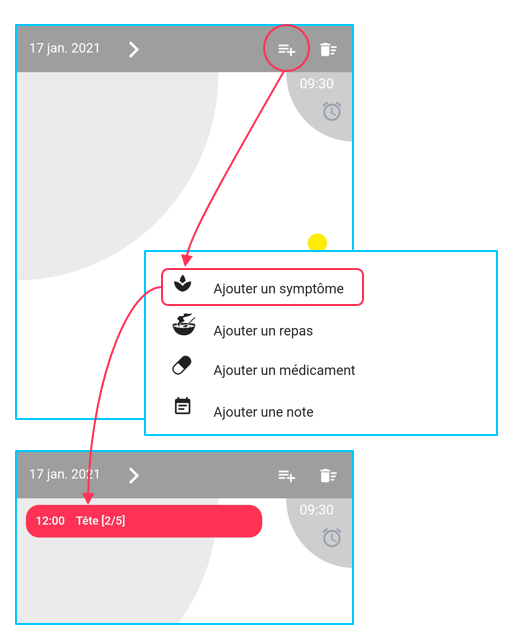 17 jan. 2021
09:30
Ajouter un symptôme
Ajouter un repas
Ajouter un médicament
Ajouter une note
17 jan. 2021
09:30
12:00 Tête [2/5]